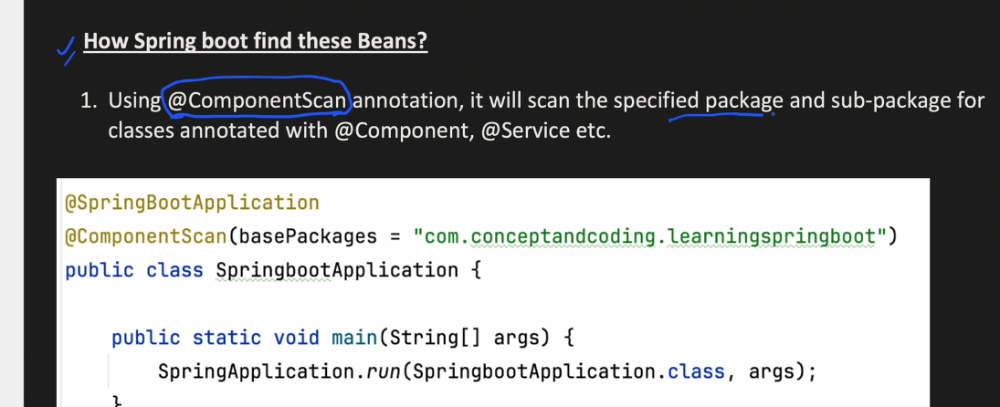 How Spring boot find these Beans?
1. Using @ComponentScan annotation, it will scan the specified package and sub-package for
classes annotated with @Component, @Service etc.
@SpringBootApplication
@ComponentScan(basePackages = "com.conceptandcoding.learningspringboot")
public class SpringbootApplication {
public static void main(String[] args) {
SpringApplication.run(SpringbootApplication.class, args);
}